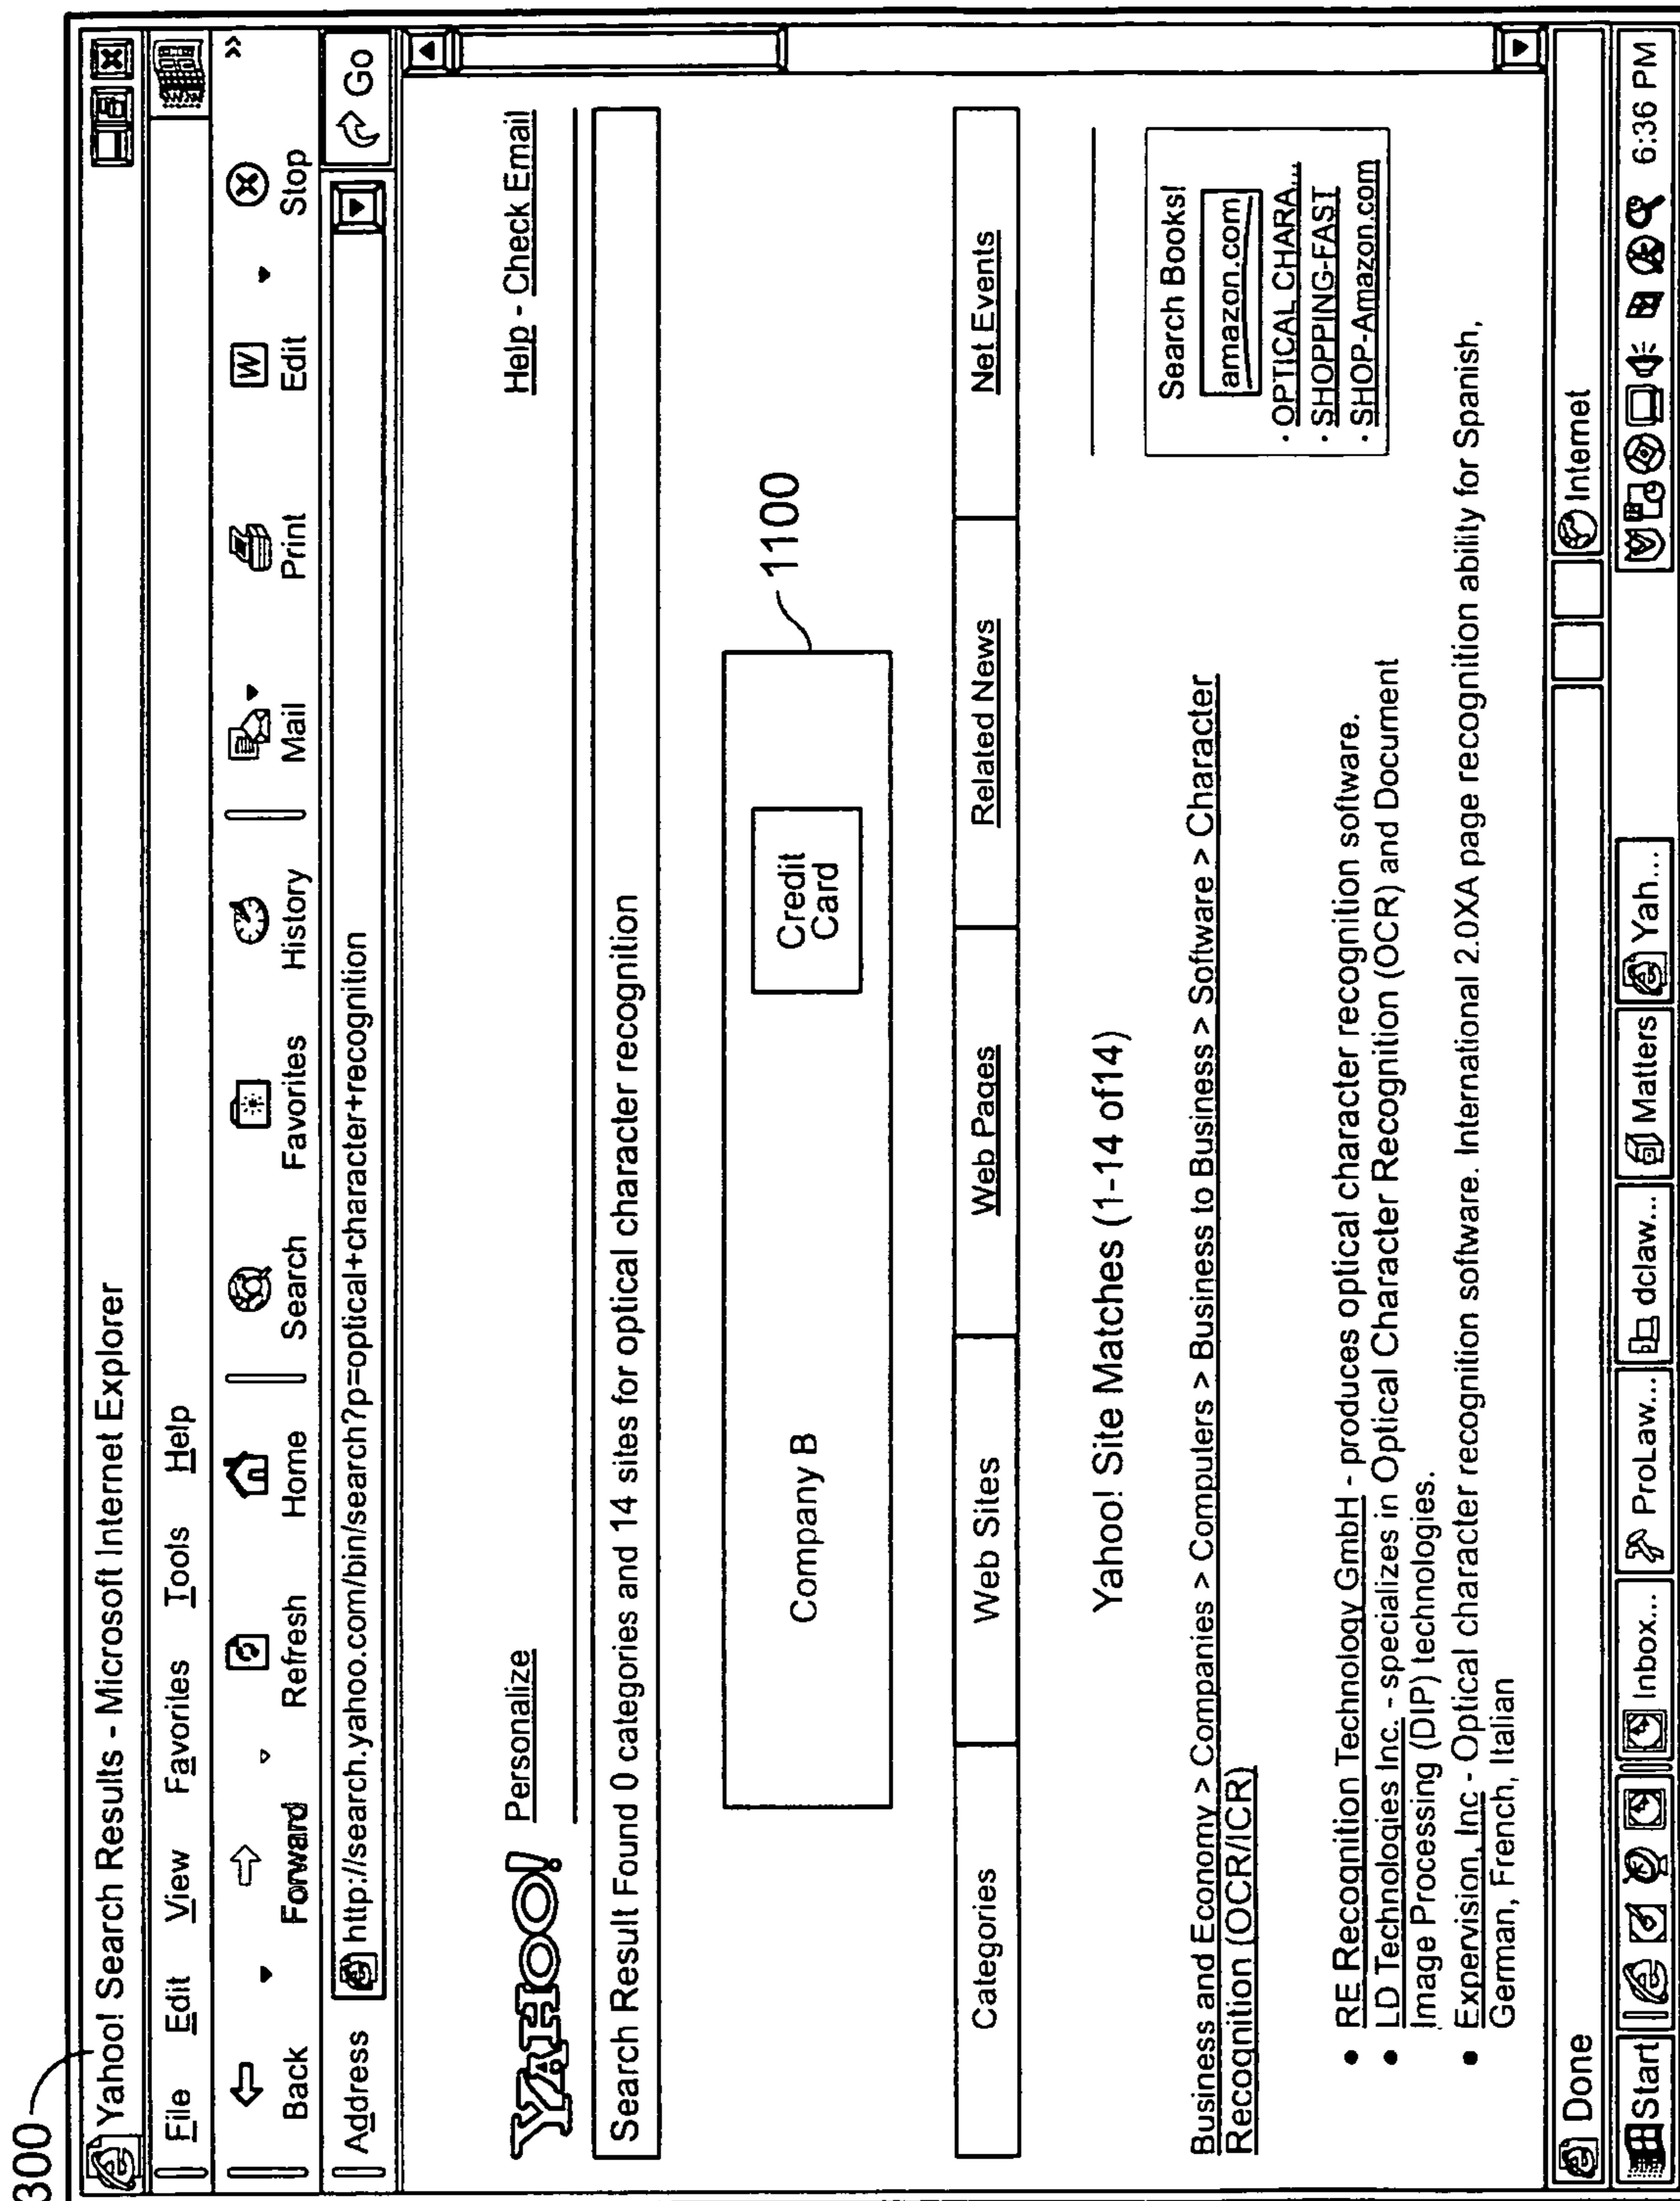 300
Yahoo! Search Results - Microsoft Internet Explorer
File Edit View Favorites Tools Help
Back Forward Refresh Home Search Favorites History Mail Print Edit Stop »
Address http://search.yahoo.com/bin/search?p=optical+character+recognition Go
YAHOO! Personalize Help - Check Email
Search Result Found 0 categories and 14 sites for optical character recognition
Company B
Credit
Card
1100
Categories Web Sites Web Pages Related News Net Events
Yahoo! Site Matches (1-14 of14)
Business and Economy > Companies > Computers > Business to Business > Software > Character
Recognition (OCR/ICR)
Search Books!
amazon.com
· OPTICAL CHARA...
· SHOPPING-FAST
· SHOP-Amazon.com
• RE Recognition Technology GmbH - produces optical character recognition software.
• LD Technologies Inc. - specializes in Optical Character Recognition (OCR) and Document
Image Processing (DIP) technologies.
• Expervision, Inc - Optical character recognition software. International 2.0XA page recognition ability for Spanish,
German, French, Italian
Done Internet
Start Inbox... ProLaw... dclaw... Matters Yah... 6:36 PM